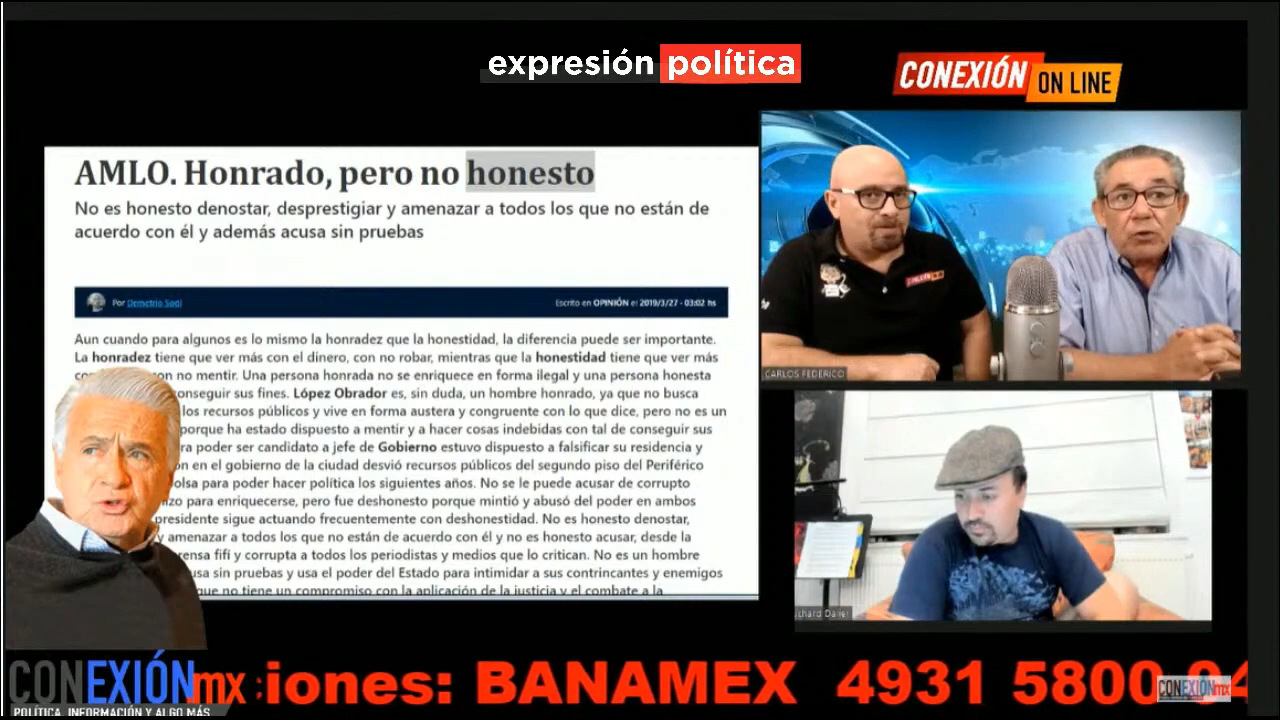 expresión política
CONEXIÓN
ON LINE
AMLO. Honrado, pero no honesto
No es honesto denostar, desprestigiar y amenazar a todos los que no están de
acuerdo con él y además acusa sin pruebas
Por Demetrio Sodi
Escrito en OPINIÓN el 2019/3/27 - 03:02 hs
Aun cuando para algunos es lo mismo la honradez que la honestidad, la diferencia puede ser importante.
La honradez tiene que ver más con el dinero, con no robar, mientras que la honestidad tiene que ver más
con no mentir. Una persona honrada no se enriquece en forma ilegal y una persona honesta
conseguir sus fines. López Obrador es, sin duda, un hombre honrado, ya que no busca
los recursos públicos y vive en forma austera y congruente con lo que dice, pero no es un
porque ha estado dispuesto a mentir y a hacer cosas indebidas con tal de conseguir sus
poder ser candidato a jefe de Gobierno estuvo dispuesto a falsificar su residencia y
en el gobierno de la ciudad desvió recursos públicos del segundo piso del Periférico
para poder hacer política los siguientes años. No se le puede acusar de corrupto
para enriquecerse, pero fue deshonesto porque mintió y abusó del poder en ambos
presidente sigue actuando frecuentemente con deshonestidad. No es honesto denostar,
y amenazar a todos los que no están de acuerdo con él y no es honesto acusar, desde la
fifí y corrupta a todos los periodistas y medios que lo critican. No es un hombre
sin pruebas y usa el poder del Estado para intimidar a sus contrincantes y enemigos
que no tiene un compromiso con la aplicación de la justicia y el combate a la
CARLOS FEDERICO
CONEXIÓN mx :iones: BANAMEX 4931 5800
POLÍTICA, INFORMACIÓN Y ALGO MÁS
CONEXIÓN mx